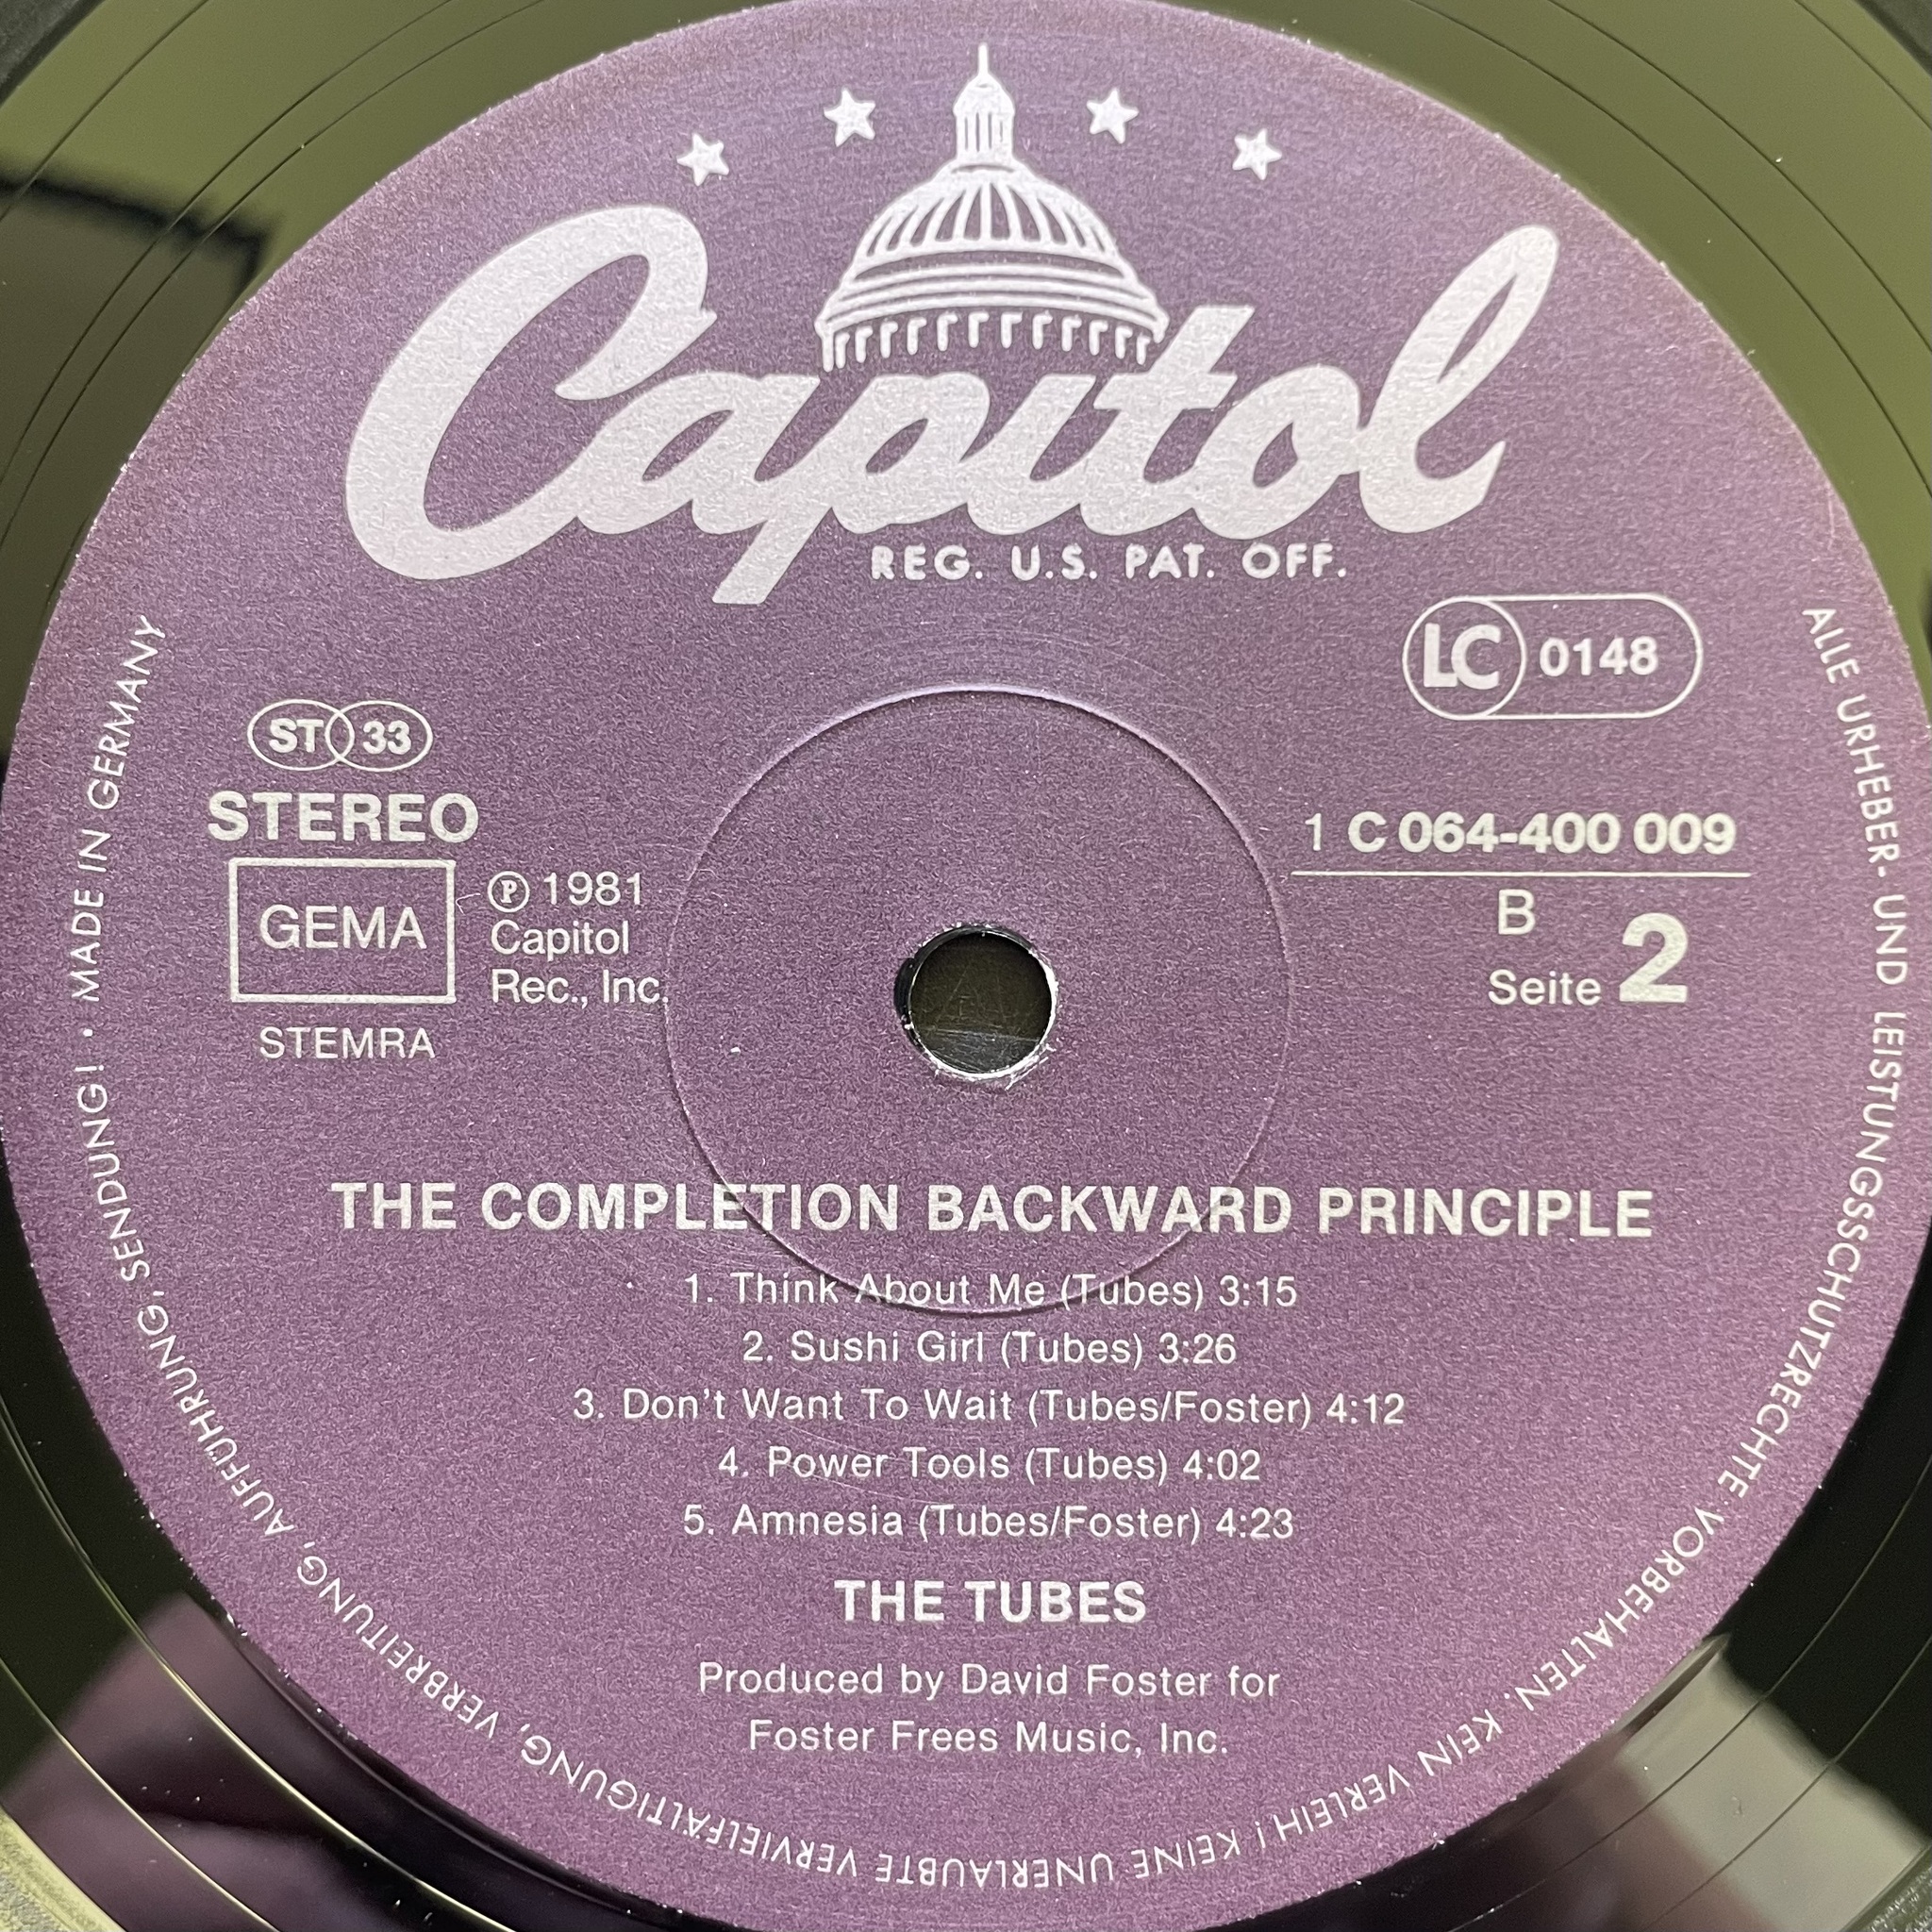 Capitol
REG. U.S. PAT. OFF.
LC 0148
ST 33
STEREO
GEMA
STEMRA
℗ 1981
Capitol
Rec., Inc.
1 C 064-400 009
B
Seite 2
THE COMPLETION BACKWARD PRINCIPLE
1. Think About Me (Tubes) 3:15
2. Sushi Girl (Tubes) 3:26
3. Don't Want To Wait (Tubes/Foster) 4:12
4. Power Tools (Tubes) 4:02
5. Amnesia (Tubes/Foster) 4:23
THE TUBES
Produced by David Foster for
Foster Frees Music, Inc.
ALLE URHEBER- UND LEISTUNGSSCHUTZRECHTE VORBEHALTEN. KEIN VERLEIH! KEINE UNERLAUBTE VERVIELFÄLTIGUNG, VERBREITUNG, AUFFÜHRUNG, SENDUNG! · MADE IN GERMANY